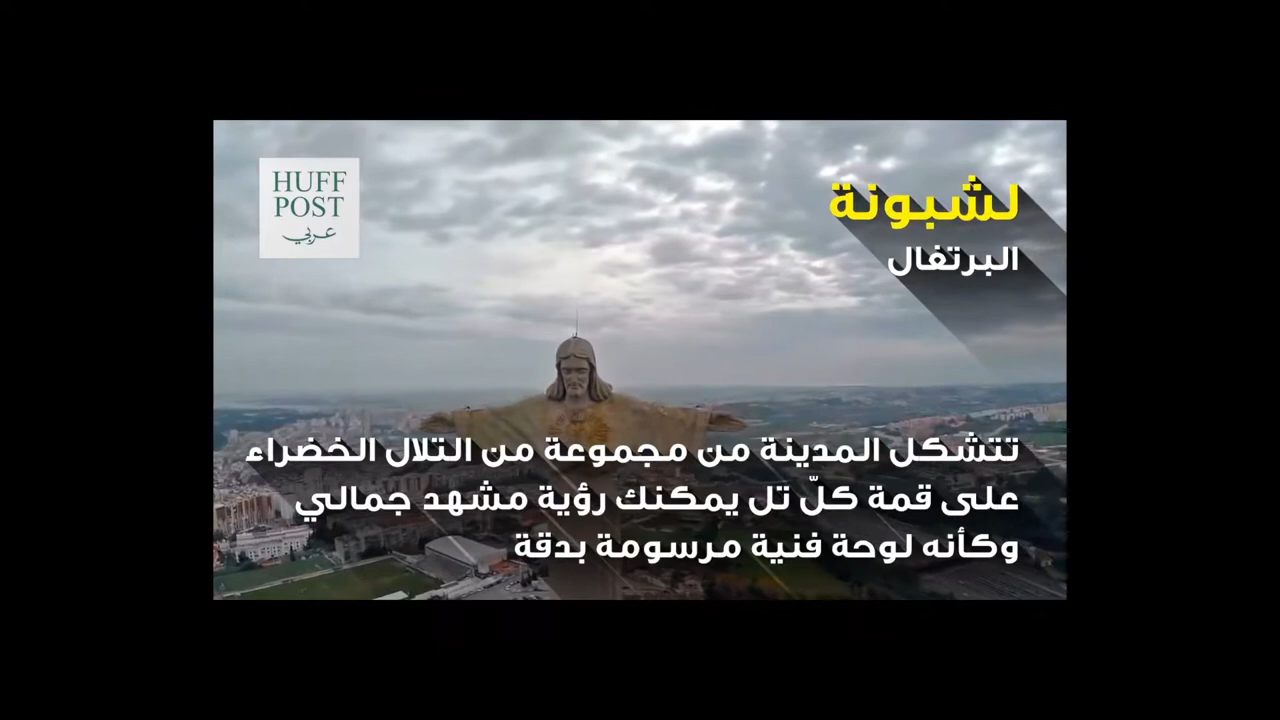 HUFF
POST
عربي
لشبونة
البرتغال
تتشكل المدينة من مجموعة من التلال الخضراء
على قمة كلّ تل يمكنك رؤية مشهد جمالي
وكأنه لوحة فنية مرسومة بدقة